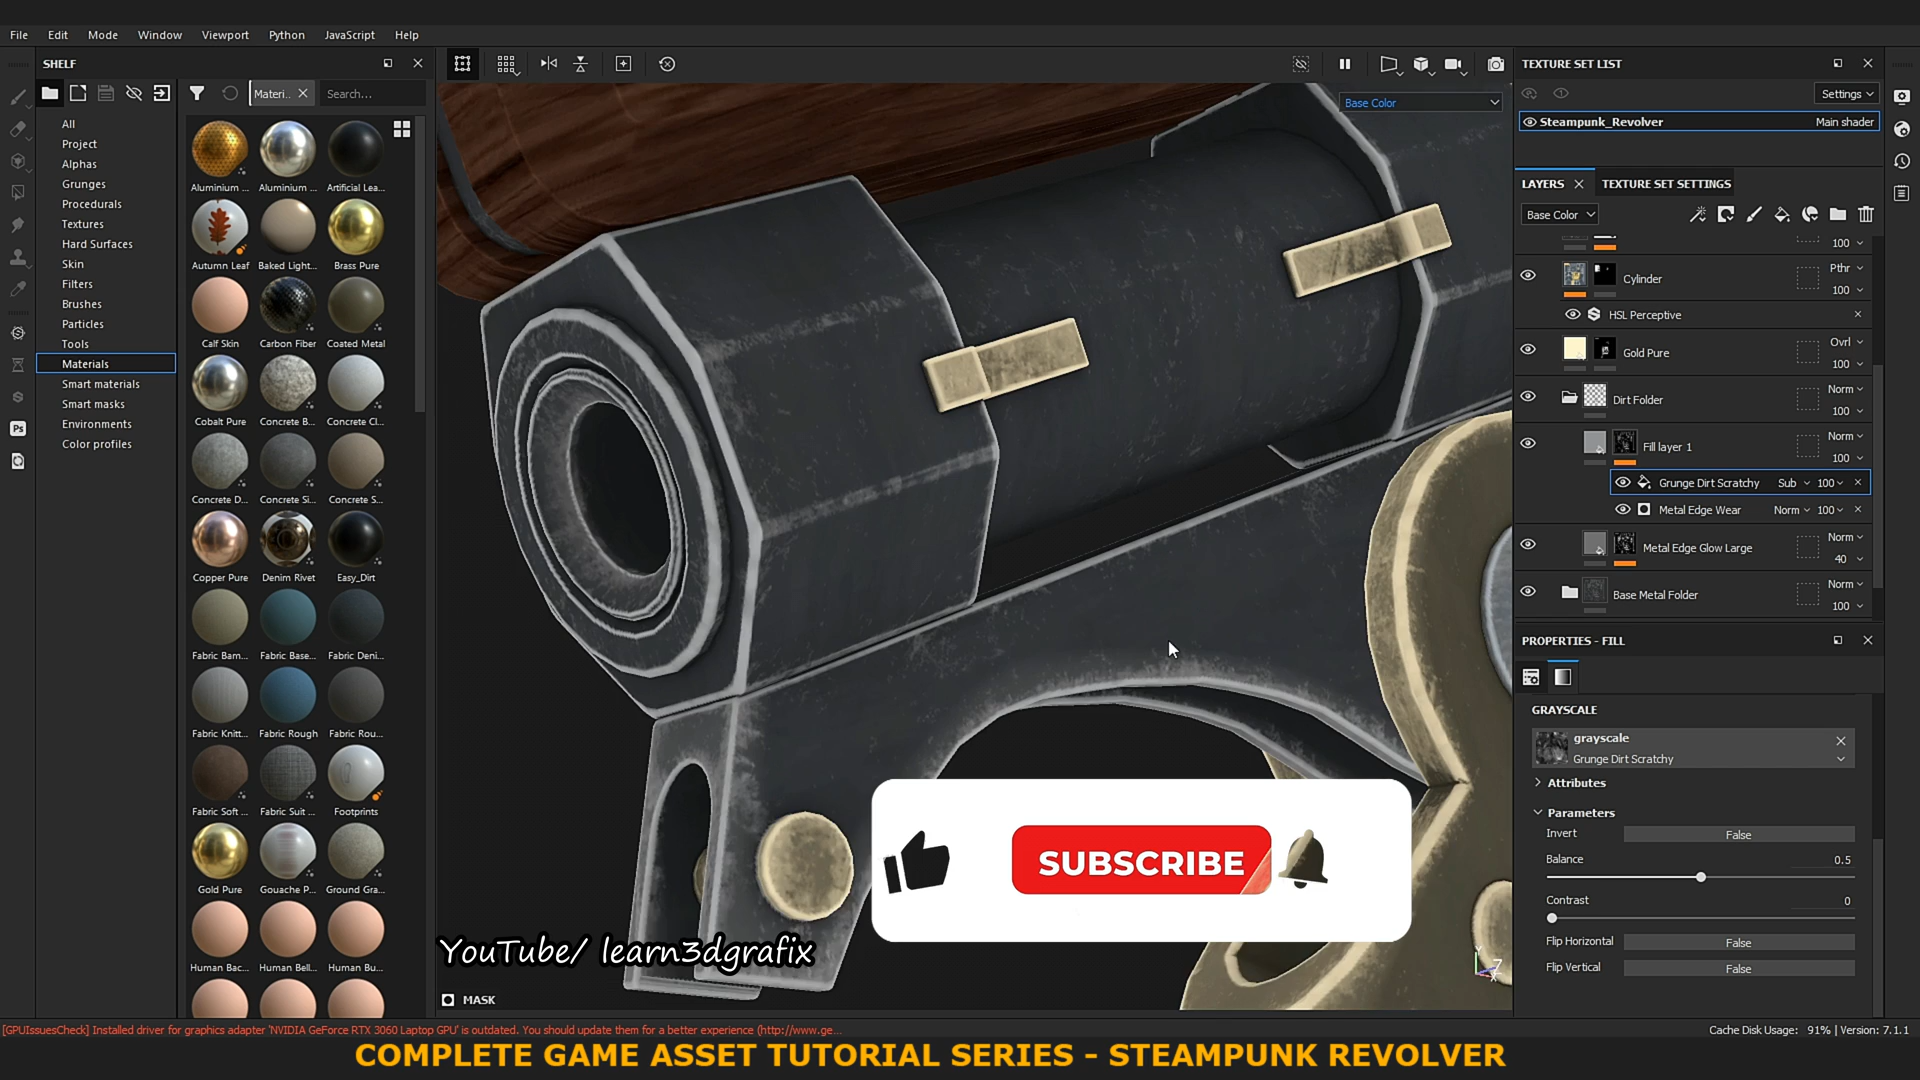 File Edit Mode Window Viewport Python JavaScript Help
SHELF
Materi..
Search...
All
Project
Alphas
Grunges
Procedurals
Textures
Hard Surfaces
Skin
Filters
Brushes
Particles
Tools
Materials
Smart materials
Smart masks
Environments
Color profiles
Aluminium ... Aluminium ... Artificial Lea...
Autumn Leaf Baked Light... Brass Pure
Calf Skin Carbon Fiber Coated Metal
Cobalt Pure Concrete B... Concrete Cl...
Concrete D... Concrete Si... Concrete S...
Copper Pure Denim Rivet Easy_Dirt
Fabric Bam... Fabric Base... Fabric Deni...
Fabric Knitt... Fabric Rough Fabric Rou...
Fabric Soft ... Fabric Suit ... Footprints
Gold Pure Gouache P... Ground Gra...
Human Bac... Human Bell... Human Bu...
Ps
Base Color
SUBSCRIBE
YouTube/ learn3dgrafix
MASK
Y
Z
X
TEXTURE SET LIST
Settings
Steampunk_Revolver Main shader
LAYERS TEXTURE SET SETTINGS
Base Color
100
Cylinder Pthr
100
HSL Perceptive
Gold Pure Ovrl
100
Dirt Folder Norm
100
Fill layer 1 Norm
100
Grunge Dirt Scratchy Sub 100
Metal Edge Wear Norm 100
Metal Edge Glow Large Norm
40
Base Metal Folder Norm
100
PROPERTIES - FILL
GRAYSCALE
grayscale
Grunge Dirt Scratchy
Attributes
Parameters
Invert False
Balance 0.5
Contrast 0
Flip Horizontal False
Flip Vertical False
[GPUIssuesCheck] Installed driver for graphics adapter 'NVIDIA GeForce RTX 3060 Laptop GPU' is outdated. You should update them for a better experience (http://www.ge...
Cache Disk Usage: 91% | Version: 7.1.1
COMPLETE GAME ASSET TUTORIAL SERIES - STEAMPUNK REVOLVER